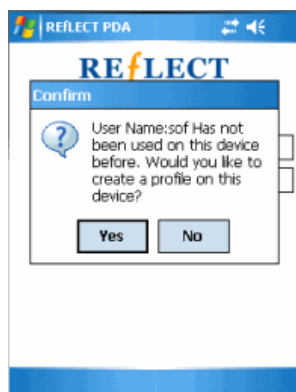 REFLECT PDA
REfLECT
Confirm
User Name:sof Has not
been used on this device
before. Would you like to
create a profile on this
device?
Yes No